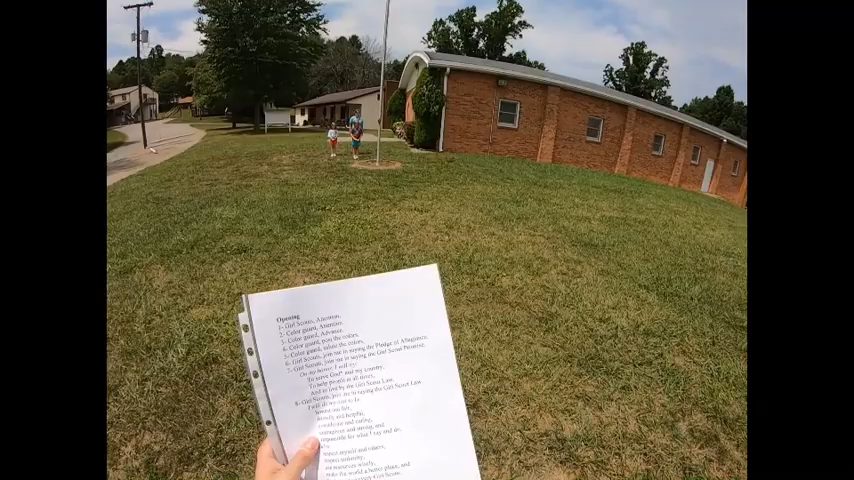 Opening
1- Girl Scouts, Attention.
2- Color guard, Attention.
3- Color guard, Advance.
4- Color guard, post the colors.
5- Color guard, salute the colors.
6- Girl Scouts, join me in saying the Pledge of Allegiance.
7- Girl Scouts, join me in saying the Girl Scout Promise.
On my honor, I will try:
To serve God* and my country,
To help people at all times,
And to live by the Girl Scout Law.
8- Girl Scouts, join me in saying the Girl Scout Law
I will do my best to be
honest and fair,
friendly and helpful,
considerate and caring,
courageous and strong, and
responsible for what I say and do,
respect myself and others,
respect authority,
use resources wisely,
make the world a better place, and